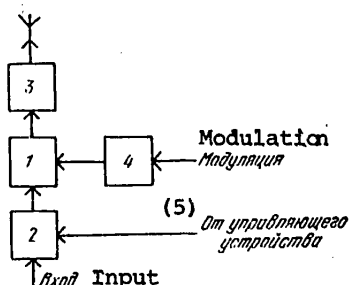 3
1
4
Modulation
Модуляция
(5)
2
От управляющего
устройства
Вход Input